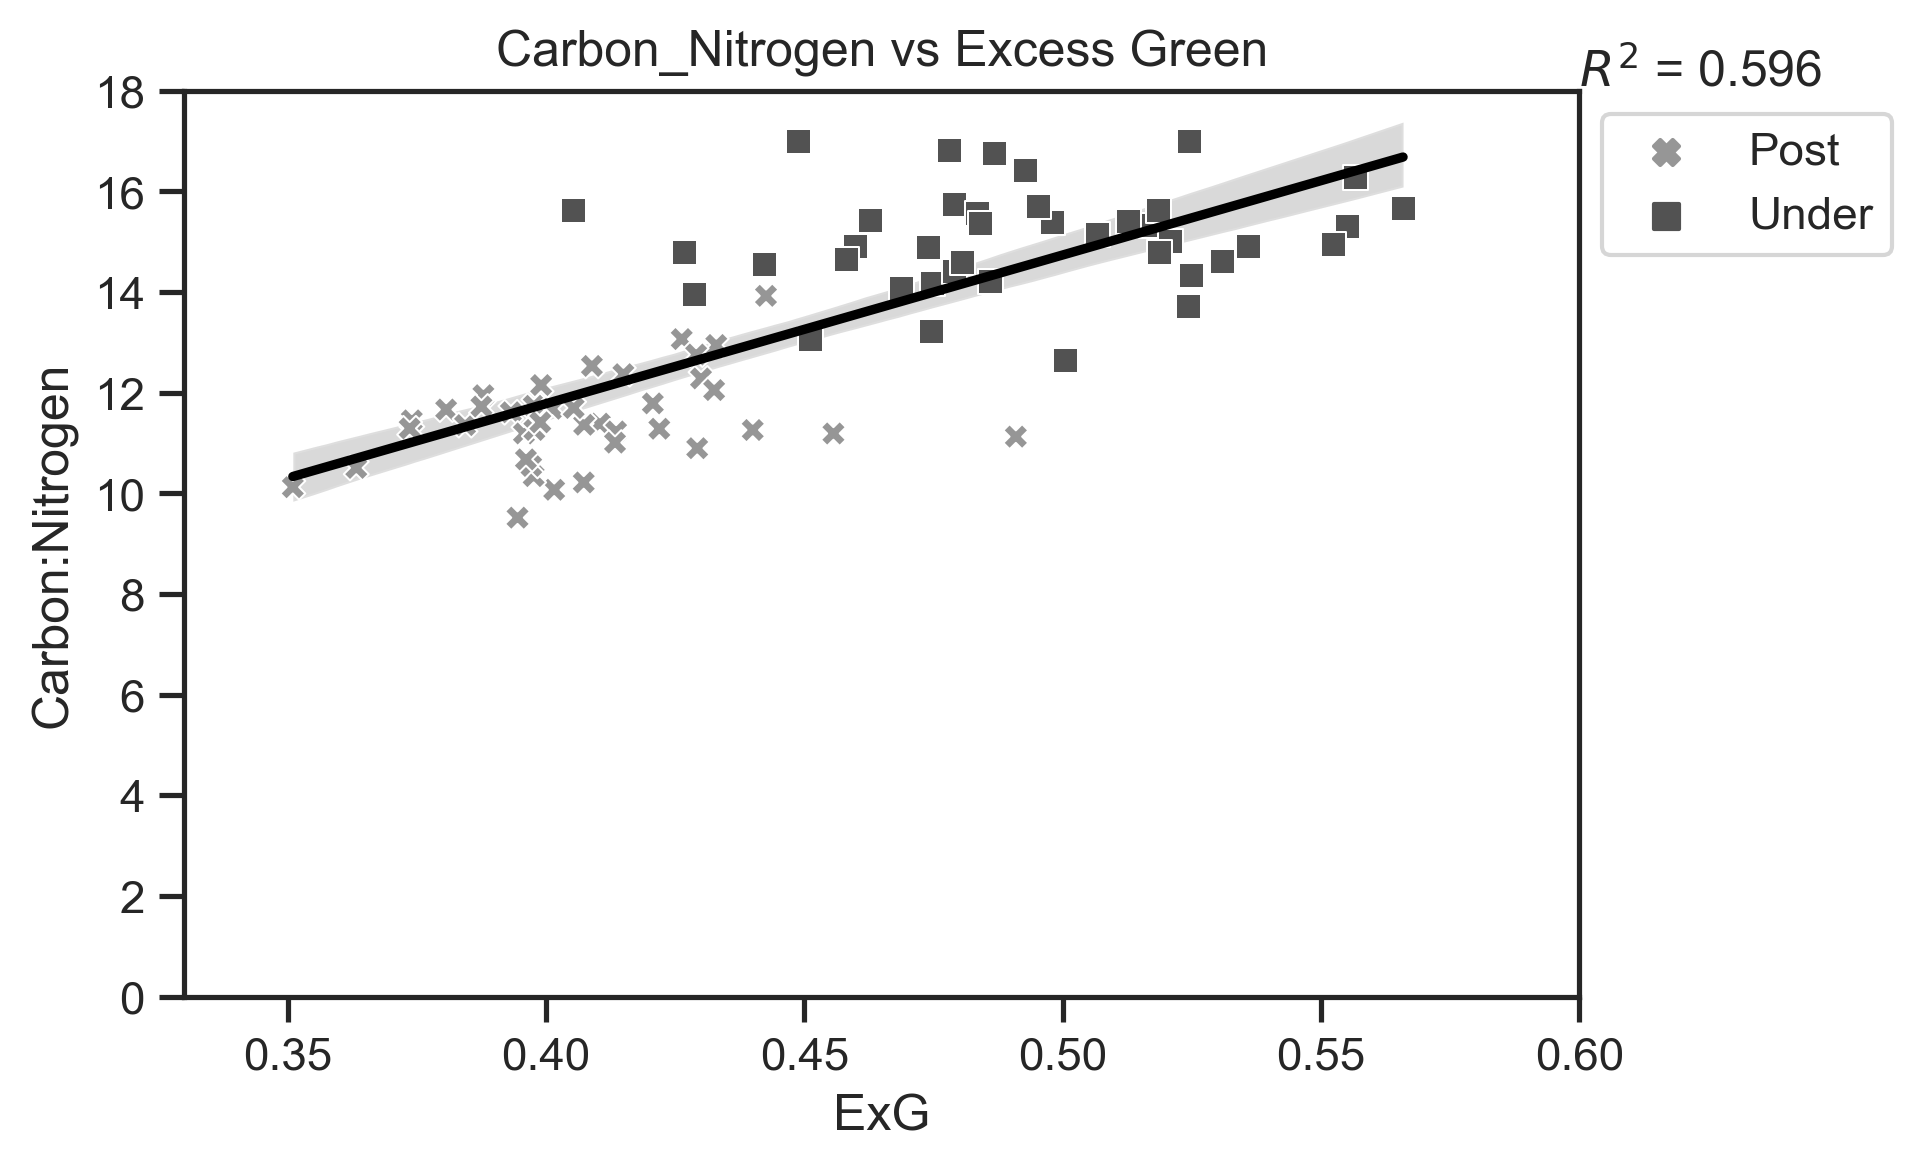 Carbon_Nitrogen vs Excess Green
R² = 0.596
Post
Under
Carbon:Nitrogen
18
16
14
12
10
8
6
4
2
0
0.35 0.40 0.45 0.50 0.55 0.60
ExG